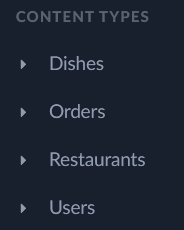 CONTENT TYPES
Dishes
Orders
Restaurants
Users